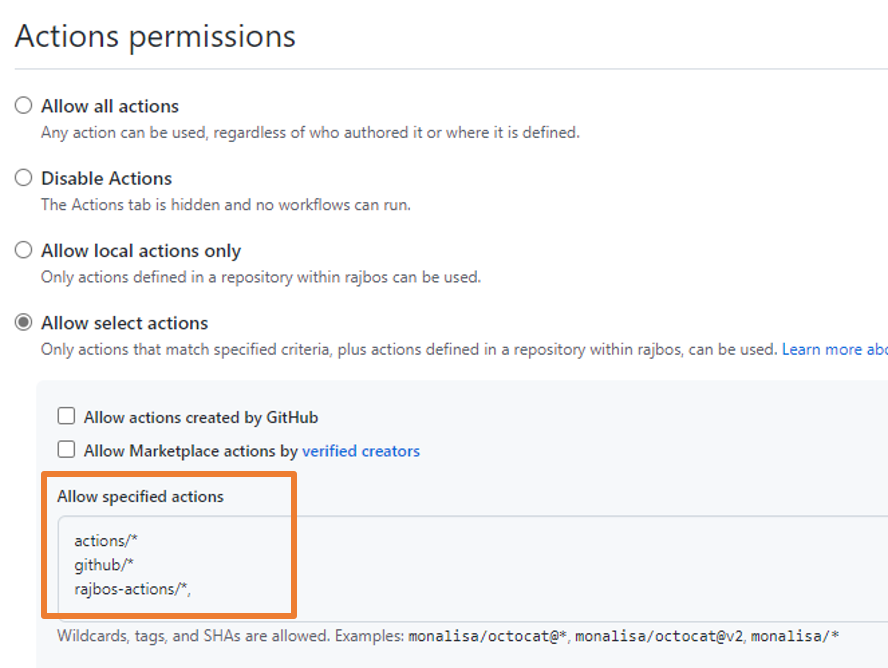 Actions permissions
Allow all actions
Any action can be used, regardless of who authored it or where it is defined.
Disable Actions
The Actions tab is hidden and no workflows can run.
Allow local actions only
Only actions defined in a repository within rajbos can be used.
Allow select actions
Only actions that match specified criteria, plus actions defined in a repository within rajbos, can be used. Learn more abo
Allow actions created by GitHub
Allow Marketplace actions by verified creators
Allow specified actions
actions/*
github/*
rajbos-actions/*,
Wildcards, tags, and SHAs are allowed. Examples: monalisa/octocat@*, monalisa/octocat@v2, monalisa/*